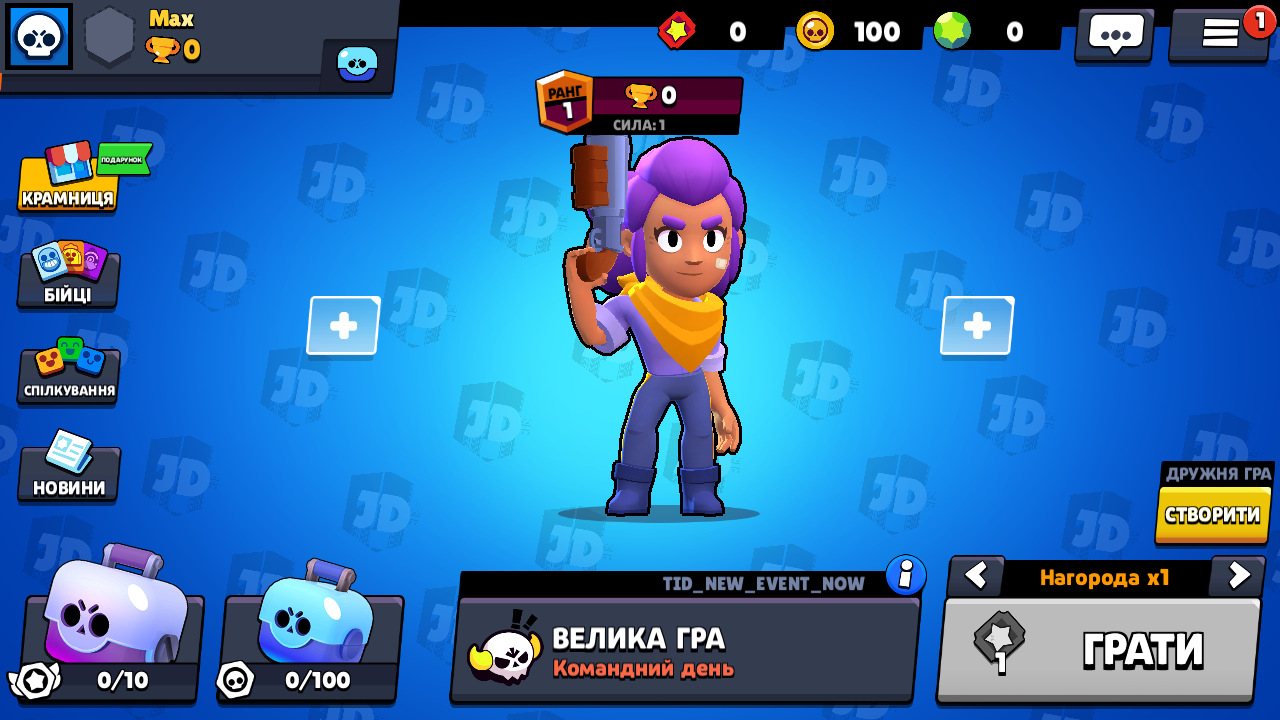 Max
0
0
100
0
1
РАНГ
1
0
СИЛА: 1
ПОДАРУНОК
КРАМНИЦЯ
БІЙЦІ
СПІЛКУВАННЯ
НОВИНИ
JD
ДРУЖНЯ ГРА
СТВОРИТИ
TID_NEW_EVENT_NOW
i
Нагорода x1
ВЕЛИКА ГРА
Командний день
1
ГРАТИ
0/10
0/100